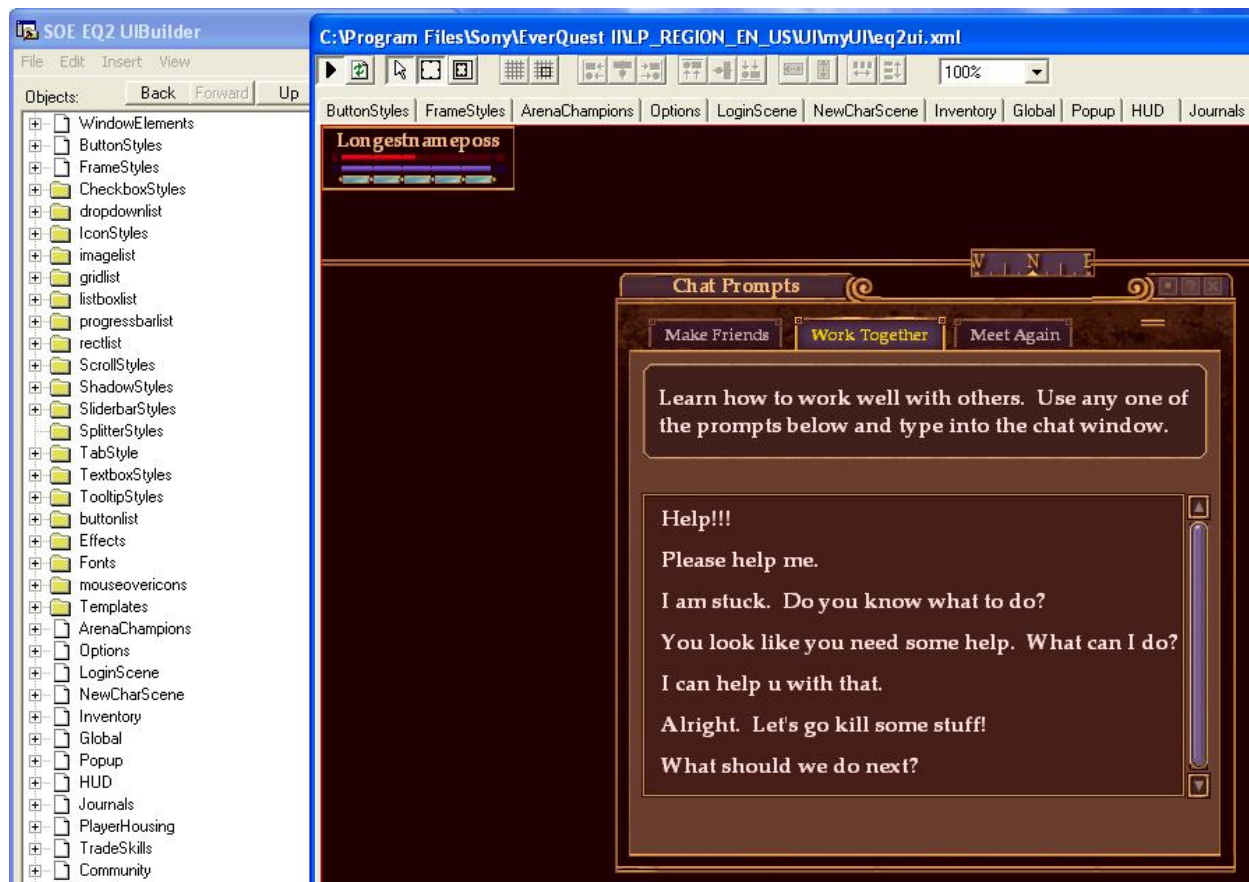 SOE EQ2 UIBuilder
File Edit Insert View
Objects: Back Forward Up
WindowElements
ButtonStyles
FrameStyles
CheckboxStyles
dropdownlist
IconStyles
imagelist
gridlist
listboxlist
progressbarlist
rectlist
ScrollStyles
ShadowStyles
SliderbarStyles
SplitterStyles
TabStyle
TextboxStyles
TooltipStyles
buttonlist
Effects
Fonts
mouseovericons
Templates
ArenaChampions
Options
LoginScene
NewCharScene
Inventory
Global
Popup
HUD
Journals
PlayerHousing
TradeSkills
Community
C:\Program Files\Sony\EverQuest II\LP_REGION_EN_US\UI\myUI\eq2ui.xml
100%
ButtonStyles FrameStyles ArenaChampions Options LoginScene NewCharScene Inventory Global Popup HUD Journals
Longestnameposs
W N E
Chat Prompts
Make Friends Work Together Meet Again
Learn how to work well with others. Use any one of
the prompts below and type into the chat window.
Help!!!
Please help me.
I am stuck. Do you know what to do?
You look like you need some help. What can I do?
I can help u with that.
Alright. Let's go kill some stuff!
What should we do next?